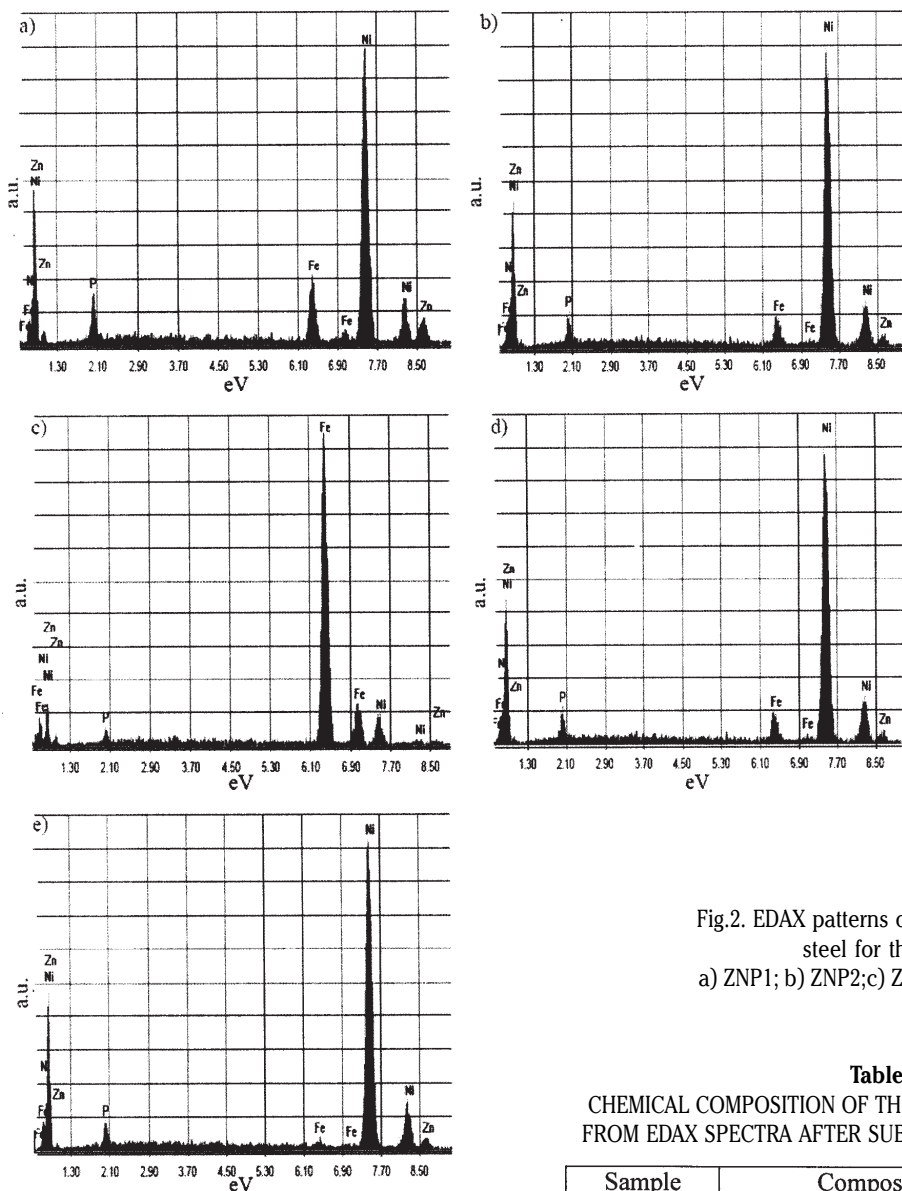 a)
Ni
Zn
Ni
Zn
P
Fe
Fe
Ni
Zn
a.u.
1.30 2.10 2.90 3.70 4.50 5.30 6.10 6.90 7.70 8.50
eV
b)
Ni
Zn
Ni
Zn
P
Fe
Fe
Ni
Zn
a.u.
1.30 2.10 2.90 3.70 4.50 5.30 6.10 6.90 7.70 8.50
eV
c)
Fe
Zn
Zn
Ni
Ni
Fe
Fe
P
Fe
Ni
Ni
Zn
a.u.
1.30 2.10 2.90 3.70 4.50 5.30 6.10 6.90 7.70 8.50
eV
d)
Ni
Zn
Ni
Zn
P
Fe
Fe
Ni
Zn
a.u.
1.30 2.10 2.90 3.70 4.50 5.30 6.10 6.90 7.70 8.50
eV
e)
Ni
Zn
Ni
Zn
P
Fe
Fe
Ni
Zn
a.u.
1.30 2.10 2.90 3.70 4.50 5.30 6.10 6.90 7.70 8.50
eV
Fig.2. EDAX patterns
steel for
a) ZNP1; b) ZNP2;c)
Table
CHEMICAL COMPOSITION OF
FROM EDAX SPECTRA AFTER
Sample